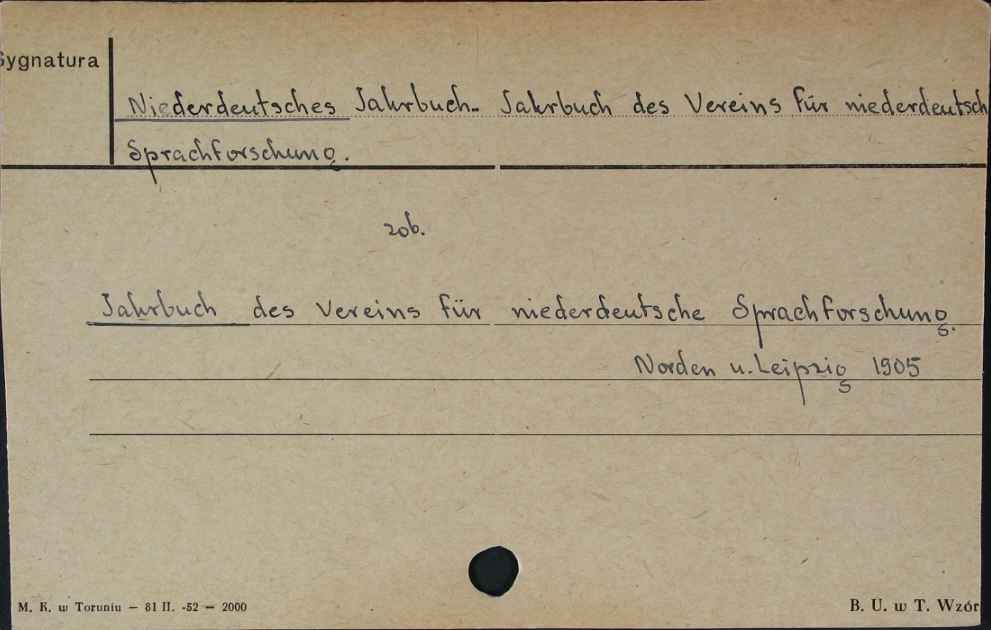 Sygnatura
Niederdeutsches Jahrbuch.. Jahrbuch des Vereins für niederdeutsch
Sprachforschung.
zob.
Jahrbuch des Vereins für niederdeutsche Sprachforschung.
Norden u. Leipzig 1905
M. K. w Toruniu — 81 II. -52 — 2000
B. U. w T. Wzór